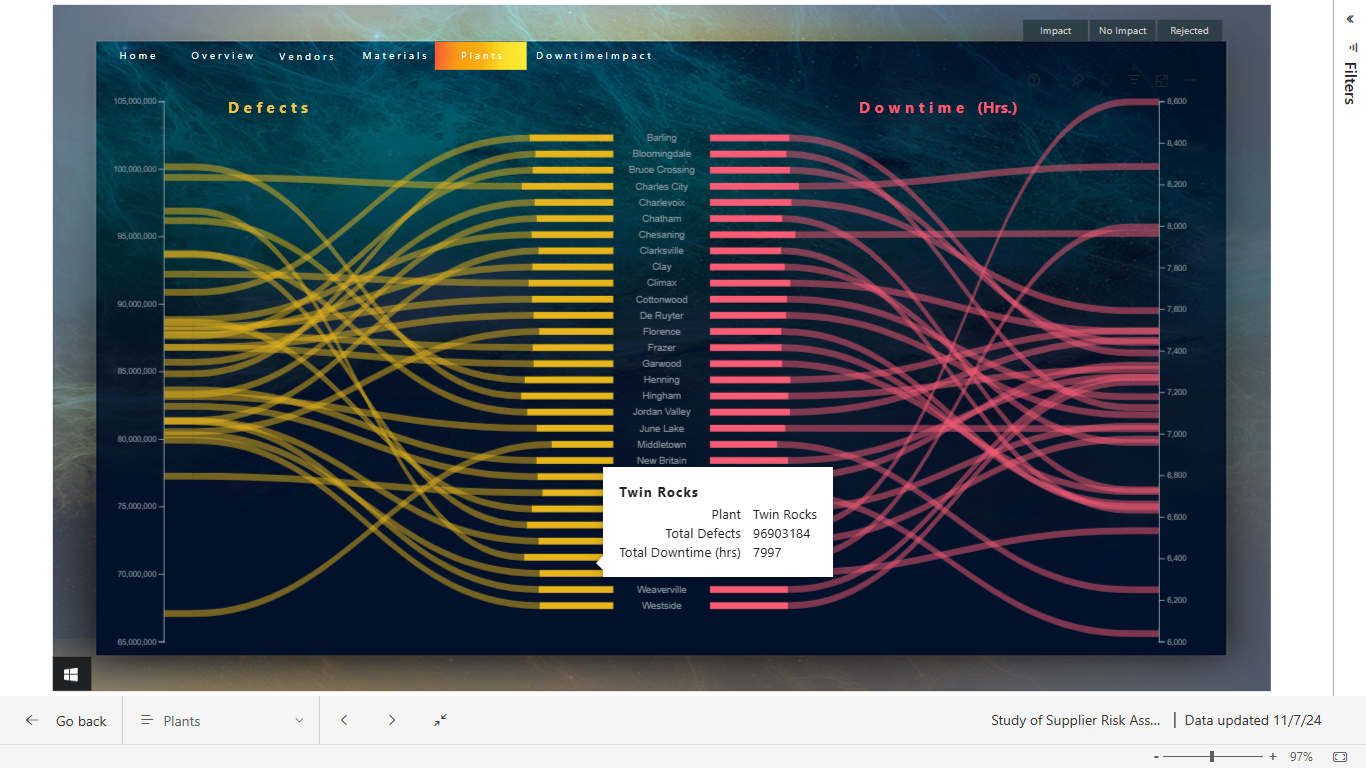 Impact
No Impact
Rejected
Home
Overview
Vendors
Materials
Plants
DowntimeImpact
Filters
Defects
Downtime (Hrs.)
105,000,000
100,000,000
95,000,000
90,000,000
85,000,000
80,000,000
75,000,000
70,000,000
65,000,000
Barling
Bloomingdale
Bruce Crossing
Charles City
Charlevoix
Chatham
Chesaning
Clarksville
Clay
Climax
Cottonwood
De Ruyter
Florence
Frazer
Garwood
Henning
Hingham
Jordan Valley
June Lake
Middletown
New Britain
Weaverville
Westside
8,600
8,400
8,200
8,000
7,800
7,600
7,400
7,200
7,000
6,800
6,600
6,400
6,200
6,000
Twin Rocks
Plant Twin Rocks
Total Defects 96903184
Total Downtime (hrs) 7997
Go back
Plants
Study of Supplier Risk Ass... | Data updated 11/7/24
- + 97%